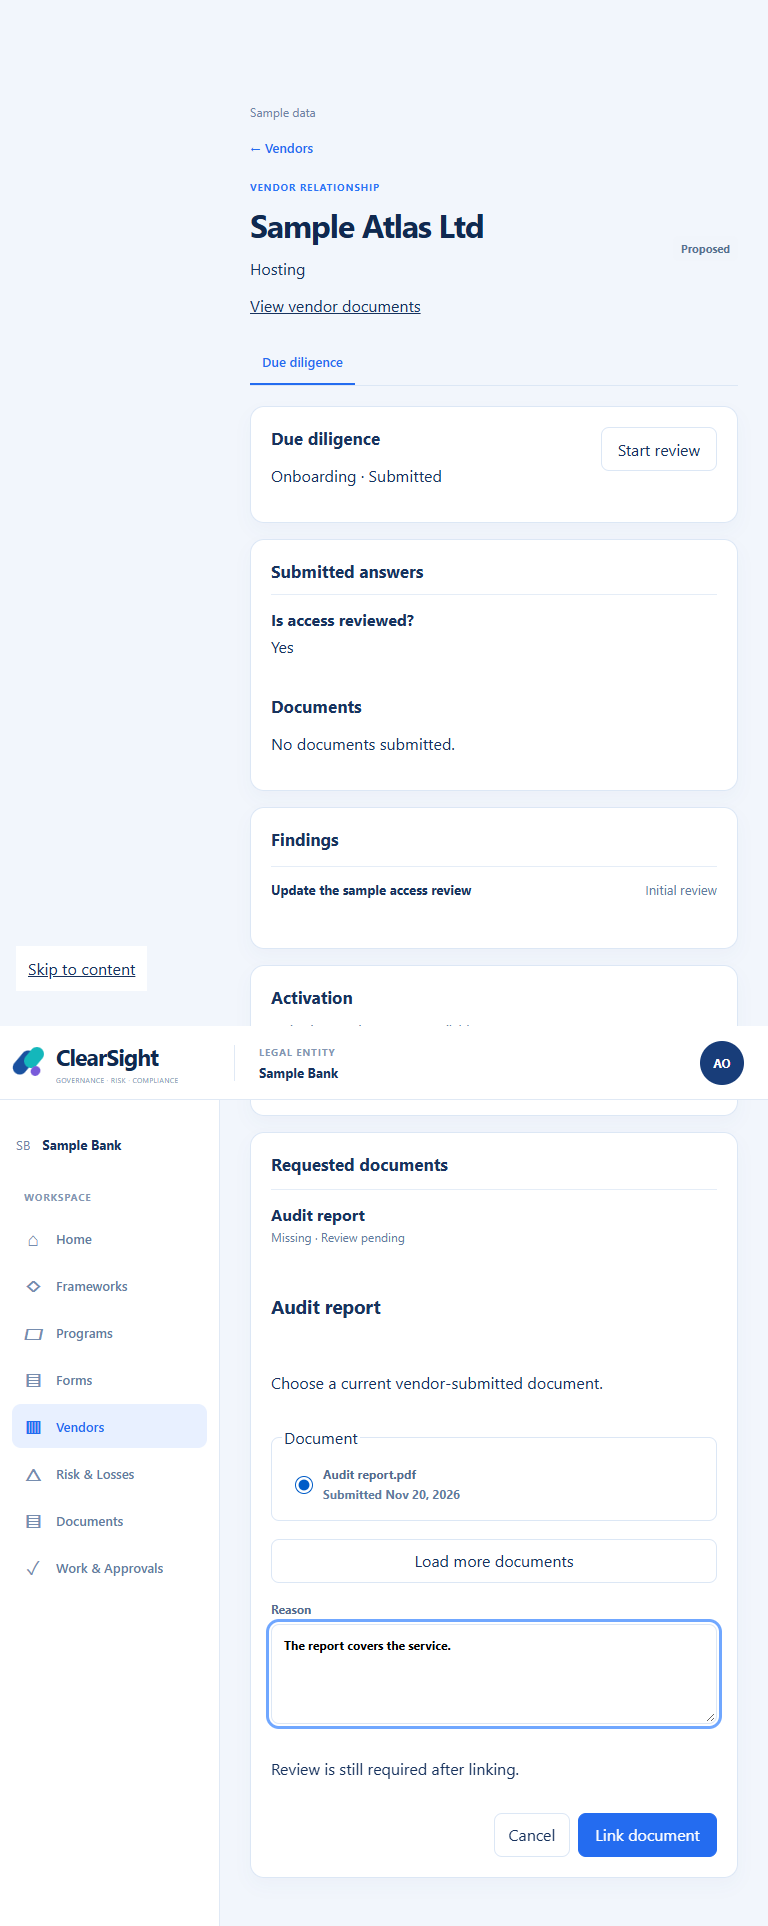 Sample data
← Vendors
VENDOR RELATIONSHIP
Sample Atlas Ltd
Proposed
Hosting
View vendor documents
Due diligence
Due diligence
Start review
Onboarding · Submitted
Submitted answers
Is access reviewed?
Yes
Documents
No documents submitted.
Findings
Update the sample access review
Initial review
Skip to content
Activation
ClearSight
GOVERNANCE · RISK · COMPLIANCE
LEGAL ENTITY
Sample Bank
AO
SB Sample Bank
WORKSPACE
Home
Frameworks
Programs
Forms
Vendors
Risk & Losses
Documents
Work & Approvals
Requested documents
Audit report
Missing · Review pending
Audit report
Choose a current vendor-submitted document.
Document
Audit report.pdf
Submitted Nov 20, 2026
Load more documents
Reason
The report covers the service.
Review is still required after linking.
Cancel
Link document